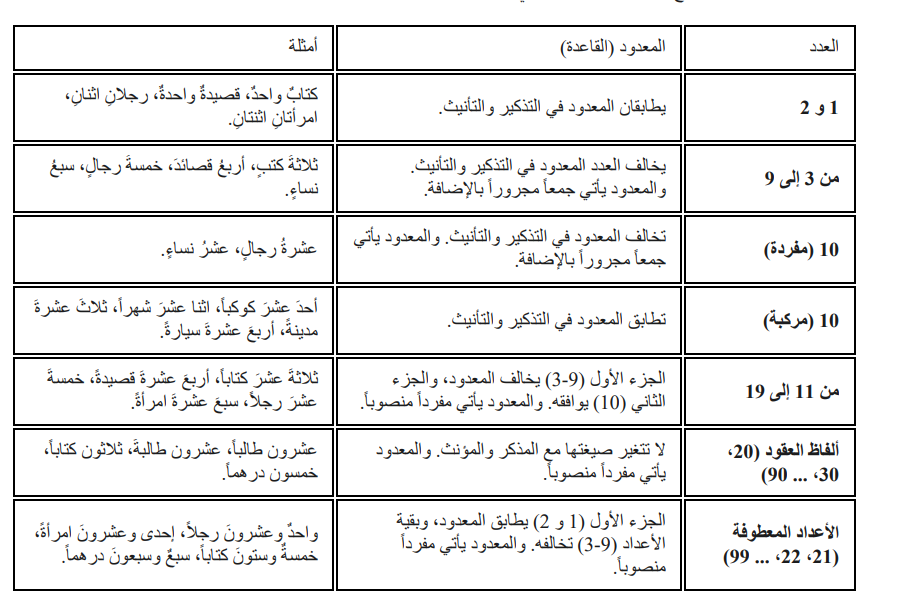 العدد
المعدود (القاعدة)
أمثلة
1 و 2
يطابقان المعدود في التذكير والتأنيث.
كتابٌ واحدٌ، قصيدةٌ واحدةٌ، رجلانِ اثنانِ،
امرأتانِ اثنتانِ.
من 3 إلى 9
يخالف العدد المعدود في التذكير والتأنيث.
والمعدود يأتي جمعاً مجروراً بالإضافة.
ثلاثةَ كتبٍ، أربعُ قصائدَ، خمسةَ رجالٍ، سبعُ
نساءٍ.
10 (مفردة)
تخالف المعدود في التذكير والتأنيث. والمعدود يأتي
جمعاً مجروراً بالإضافة.
عشرةُ رجالٍ، عشرُ نساءٍ.
10 (مركبة)
تطابق المعدود في التذكير والتأنيث.
أحدَ عشرَ كوكباً، اثنا عشرَ شهراً، ثلاثَ عشرةَ
مدينةً، أربعَ عشرةَ سيارةً.
من 11 إلى 19
الجزء الأول (3-9) يخالف المعدود، والجزء
الثاني (10) يوافقه. والمعدود يأتي مفرداً منصوباً.
ثلاثةَ عشرَ كتاباً، أربعَ عشرةَ قصيدةً، خمسةَ
عشرَ رجلاً، سبعَ عشرةَ امرأةً.
ألفاظ العقود (20،
30، ... 90)
لا تتغير صيغتها مع المذكر والمؤنث. والمعدود
يأتي مفرداً منصوباً.
عشرون طالباً، عشرون طالبةَ، ثلاثون كتاباً،
خمسون درهماً.
الأعداد المعطوفة
(21، 22، ... 99)
الجزء الأول (1 و 2) يطابق المعدود، وبقية
الأعداد (3-9) تخالفه. والمعدود يأتي مفرداً
منصوباً.
واحدٌ وعشرونَ رجلاً، إحدى وعشرونَ امرأةً،
خمسةٌ وستونَ كتاباً، سبعٌ وسبعونَ درهماً.